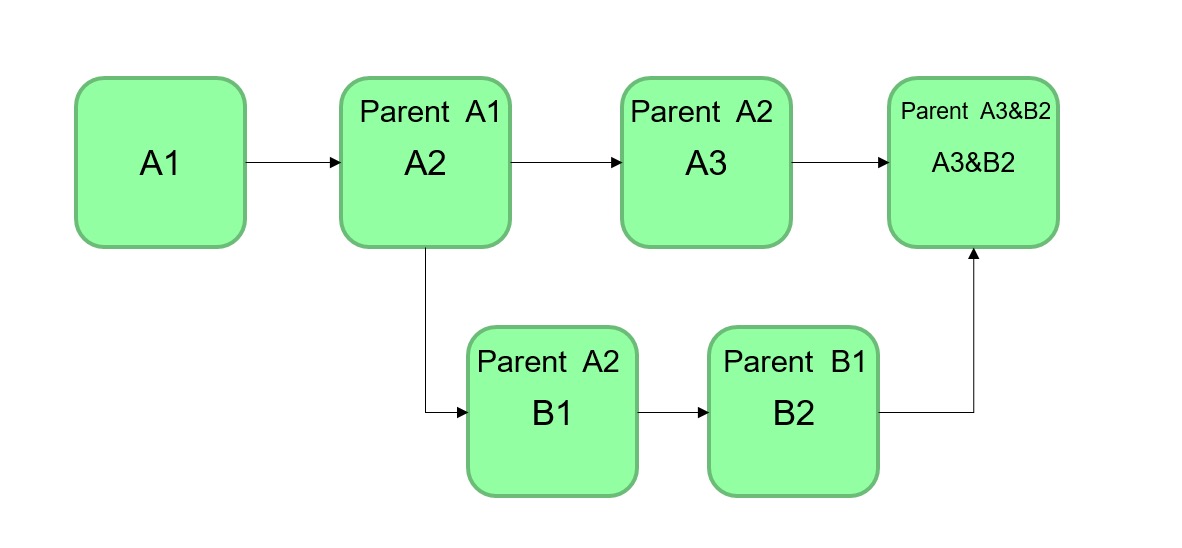 A1
Parent A1
A2
Parent A2
A3
Parent A3&B2
A3&B2
Parent A2
B1
Parent B1
B2